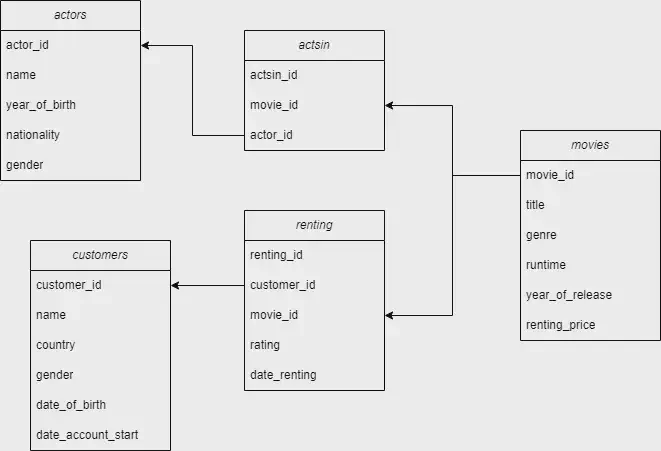 actors
actor_id
name
year_of_birth
nationality
gender
actsin
actsin_id
movie_id
actor_id
movies
movie_id
title
genre
runtime
year_of_release
renting_price
customers
customer_id
name
country
gender
date_of_birth
date_account_start
renting
renting_id
customer_id
movie_id
rating
date_renting